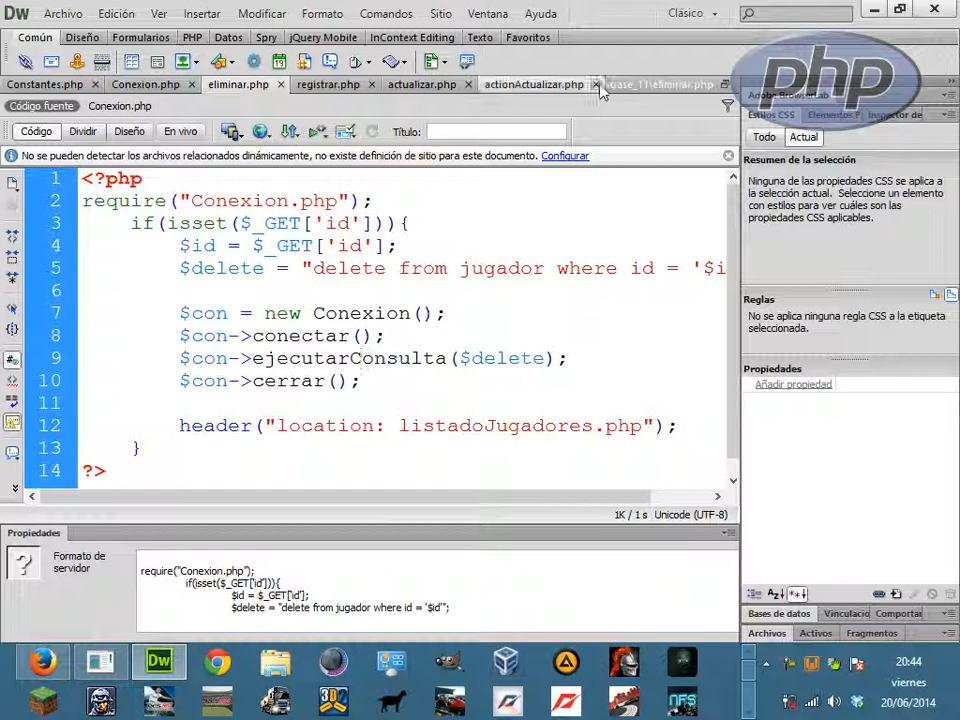 Dw Archivo Edición Ver Insertar Modificar Formato Comandos Sitio Ventana Ayuda Clásico
Común Diseño Formularios PHP Datos Spry jQuery Mobile InContext Editing Texto Favoritos
Constantes.php Conexion.php eliminar.php registrar.php actualizar.php actionActualizar.php
php
Código fuente Conexion.php
Adobe BrowserLab
Estilos CSS
Código Dividir Diseño En vivo Título:
Todo Actual
No se pueden detectar los archivos relacionados dinámicamente, no existe definición de sitio para este documento. Configurar
Resumen de la selección
Ninguna de las propiedades CSS se aplica a la selección actual. Seleccione un elemento con estilos para ver cuáles son las propiedades CSS aplicables.
1 <?php
2 require("Conexion.php");
3 if(isset($_GET['id'])){
4 $id = $_GET['id'];
5 $delete = "delete from jugador where id = '$i
6
7 $con = new Conexion();
8 $con->conectar();
9 $con->ejecutarConsulta($delete);
10 $con->cerrar();
11
12 header("location: listadoJugadores.php");
13 }
14 ?>
Reglas
No se aplica ninguna regla CSS a la etiqueta seleccionada.
Añadir propiedad
1K / 1 s Unicode (UTF-8)
Propiedades
? Formato de servidor
require("Conexion.php");
if(isset($_GET['id'])){
$id = $_GET['id'];
$delete = "delete from jugador where id = '$id'";
Bases de datos Vinculacio Comportar
Archivos Activos Fragmentos
Dw
NFS
20:44
viernes
20/06/2014